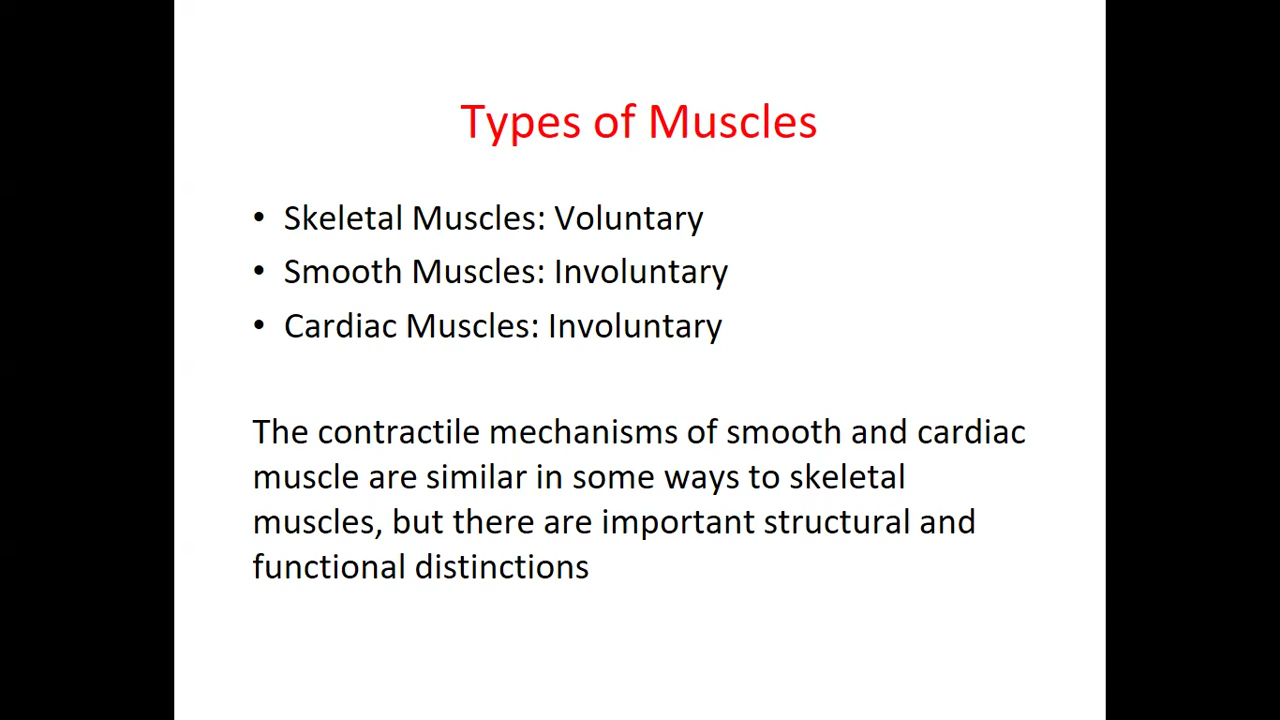 Types of Muscles
• Skeletal Muscles: Voluntary
• Smooth Muscles: Involuntary
• Cardiac Muscles: Involuntary
The contractile mechanisms of smooth and cardiac
muscle are similar in some ways to skeletal
muscles, but there are important structural and
functional distinctions